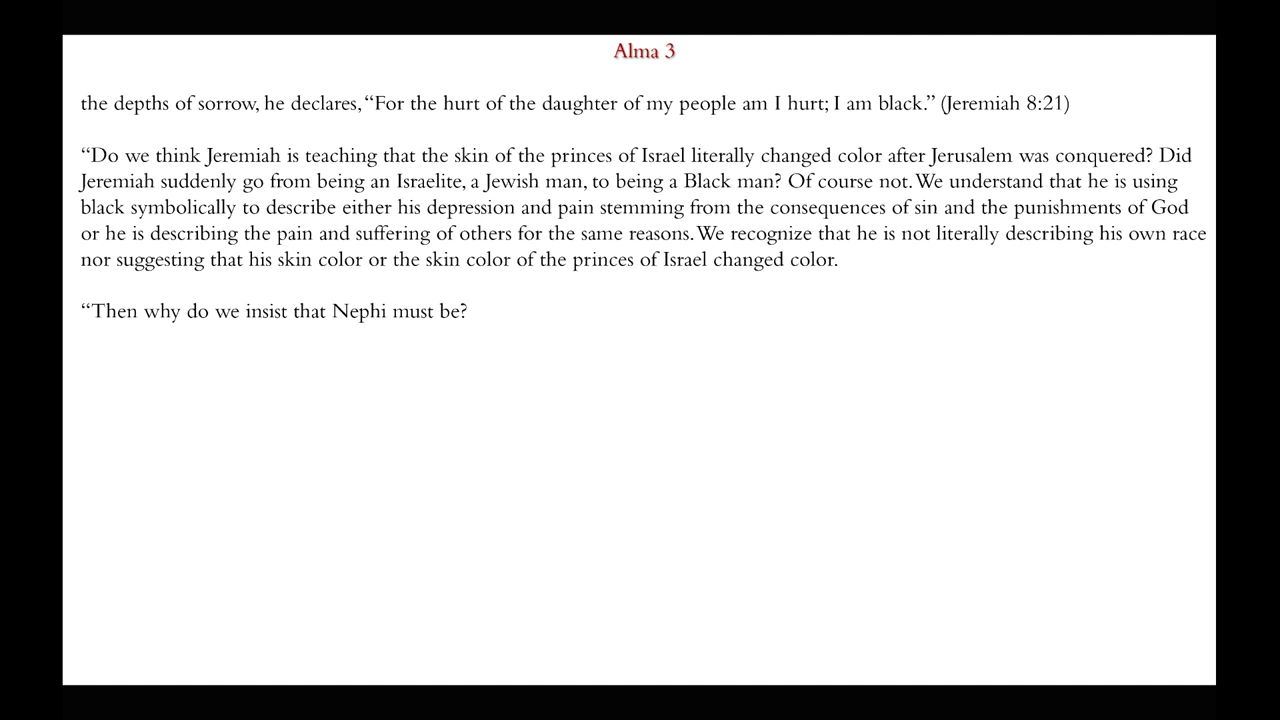 Alma 3
the depths of sorrow, he declares, “For the hurt of the daughter of my people am I hurt; I am black.” (Jeremiah 8:21)
“Do we think Jeremiah is teaching that the skin of the princes of Israel literally changed color after Jerusalem was conquered? Did
Jeremiah suddenly go from being an Israelite, a Jewish man, to being a Black man? Of course not. We understand that he is using
black symbolically to describe either his depression and pain stemming from the consequences of sin and the punishments of God
or he is describing the pain and suffering of others for the same reasons. We recognize that he is not literally describing his own race
nor suggesting that his skin color or the skin color of the princes of Israel changed color.
“Then why do we insist that Nephi must be?